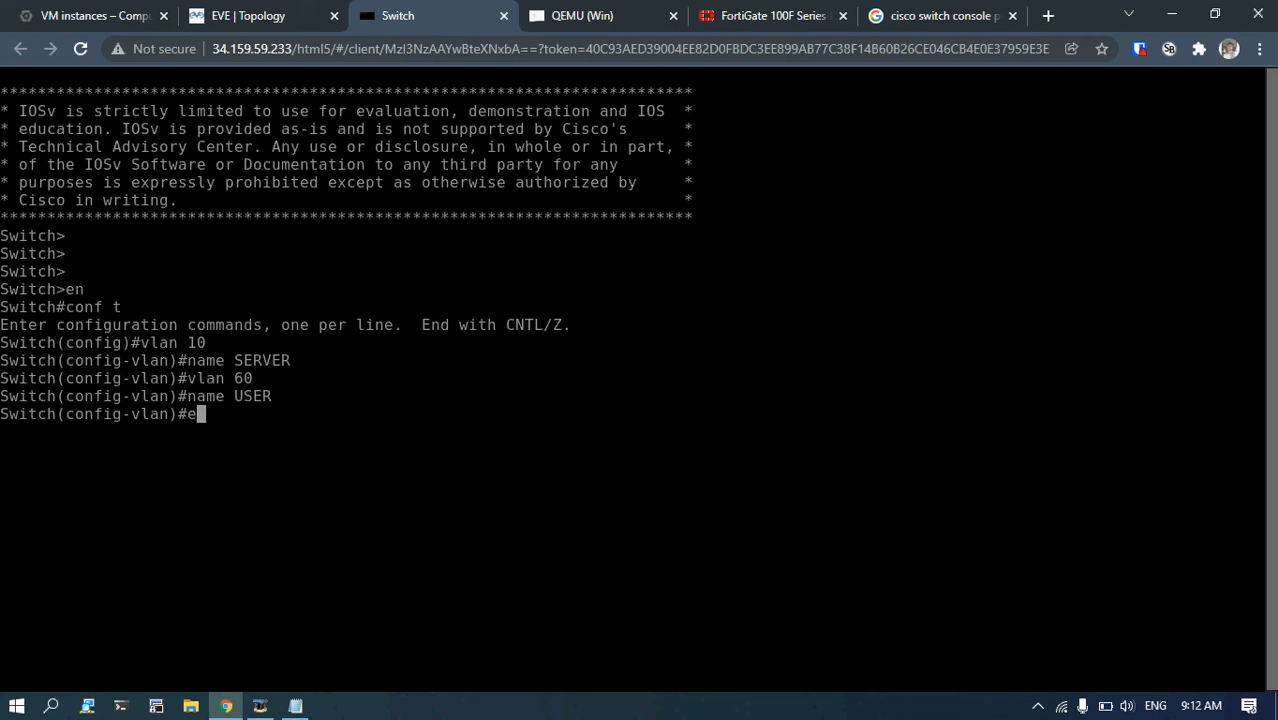 VM instances – Compu
EVE | Topology
Switch
QEMU (Win)
FortiGate 100F Series
cisco switch console p
Not secure
34.159.59.233/html5/#/client/MzI3NzAAYwBteXNxbA==?token=40C93AED39004EE82D0FBDC3EE899AB77C38F14B60B26CE046CB4E0E37959E3E
************************************************************************** 
* IOSv is strictly limited to use for evaluation, demonstration and IOS  *
* education. IOSv is provided as-is and is not supported by Cisco's      *
* Technical Advisory Center. Any use or disclosure, in whole or in part, *
* of the IOSv Software or Documentation to any third party for any       *
* purposes is expressly prohibited except as otherwise authorized by     *
* Cisco in writing.                                                      *
**************************************************************************
Switch>
Switch>
Switch>
Switch>en
Switch#conf t
Enter configuration commands, one per line.  End with CNTL/Z.
Switch(config)#vlan 10
Switch(config-vlan)#name SERVER
Switch(config-vlan)#vlan 60
Switch(config-vlan)#name USER
Switch(config-vlan)#e
ENG
9:12 AM